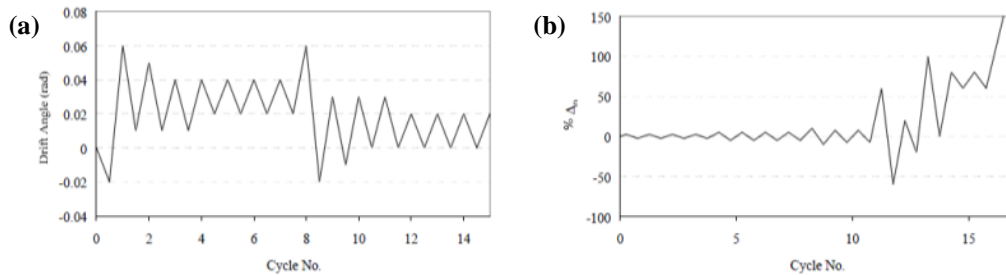 (a)
Drift Angle (rad)
0.08
0.06
0.04
0.02
0
-0.02
-0.04
0 2 4 6 8 10 12 14
Cycle No.
(b)
% Δm
150
100
50
0
-50
-100
0 5 10 15
Cycle No.